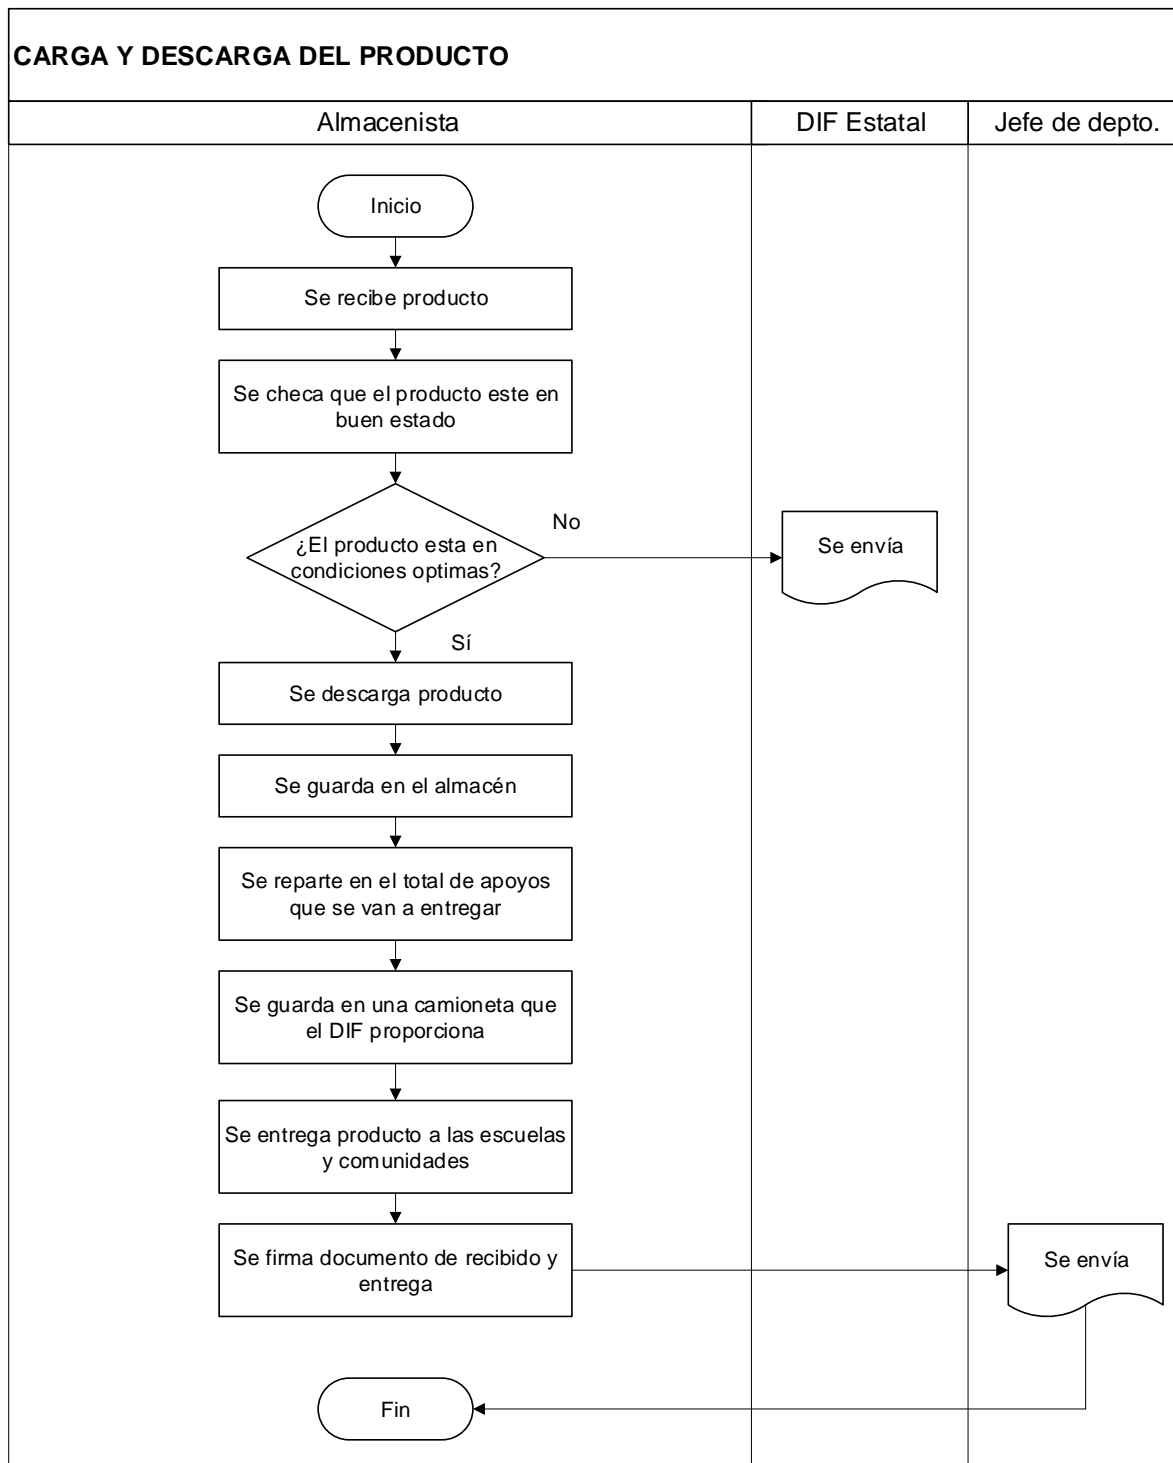 CARGA Y DESCARGA DEL PRODUCTO
Almacenista
DIF Estatal
Jefe de depto.
Inicio
Se recibe producto
Se checa que el producto este en
buen estado
¿El producto esta en
condiciones optimas?
No
Se envía
Sí
Se descarga producto
Se guarda en el almacén
Se reparte en el total de apoyos
que se van a entregar
Se guarda en una camioneta que
el DIF proporciona
Se entrega producto a las escuelas
y comunidades
Se firma documento de recibido y
entrega
Se envía
Fin